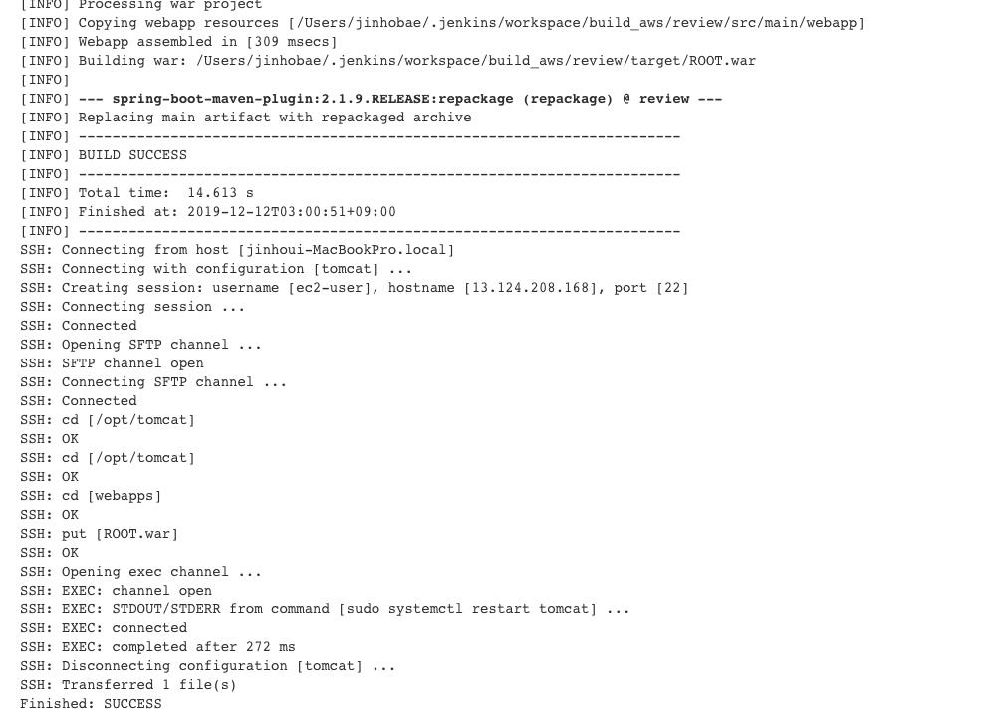 [INFO] Processing war project
[INFO] Copying webapp resources [/Users/jinhobae/.jenkins/workspace/build_aws/review/src/main/webapp]
[INFO] Webapp assembled in [309 msecs]
[INFO] Building war: /Users/jinhobae/.jenkins/workspace/build_aws/review/target/ROOT.war
[INFO]
[INFO] --- spring-boot-maven-plugin:2.1.9.RELEASE:repackage (repackage) @ review ---
[INFO] Replacing main artifact with repackaged archive
[INFO] ------------------------------------------------------------------------
[INFO] BUILD SUCCESS
[INFO] ------------------------------------------------------------------------
[INFO] Total time:  14.613 s
[INFO] Finished at: 2019-12-12T03:00:51+09:00
[INFO] ------------------------------------------------------------------------
SSH: Connecting from host [jinhoui-MacBookPro.local]
SSH: Connecting with configuration [tomcat] ...
SSH: Creating session: username [ec2-user], hostname [13.124.208.168], port [22]
SSH: Connecting session ...
SSH: Connected
SSH: Opening SFTP channel ...
SSH: SFTP channel open
SSH: Connecting SFTP channel ...
SSH: Connected
SSH: cd [/opt/tomcat]
SSH: OK
SSH: cd [/opt/tomcat]
SSH: OK
SSH: cd [webapps]
SSH: OK
SSH: put [ROOT.war]
SSH: OK
SSH: Opening exec channel ...
SSH: EXEC: channel open
SSH: EXEC: STDOUT/STDERR from command [sudo systemctl restart tomcat] ...
SSH: EXEC: connected
SSH: EXEC: completed after 272 ms
SSH: Disconnecting configuration [tomcat] ...
SSH: Transferred 1 file(s)
Finished: SUCCESS